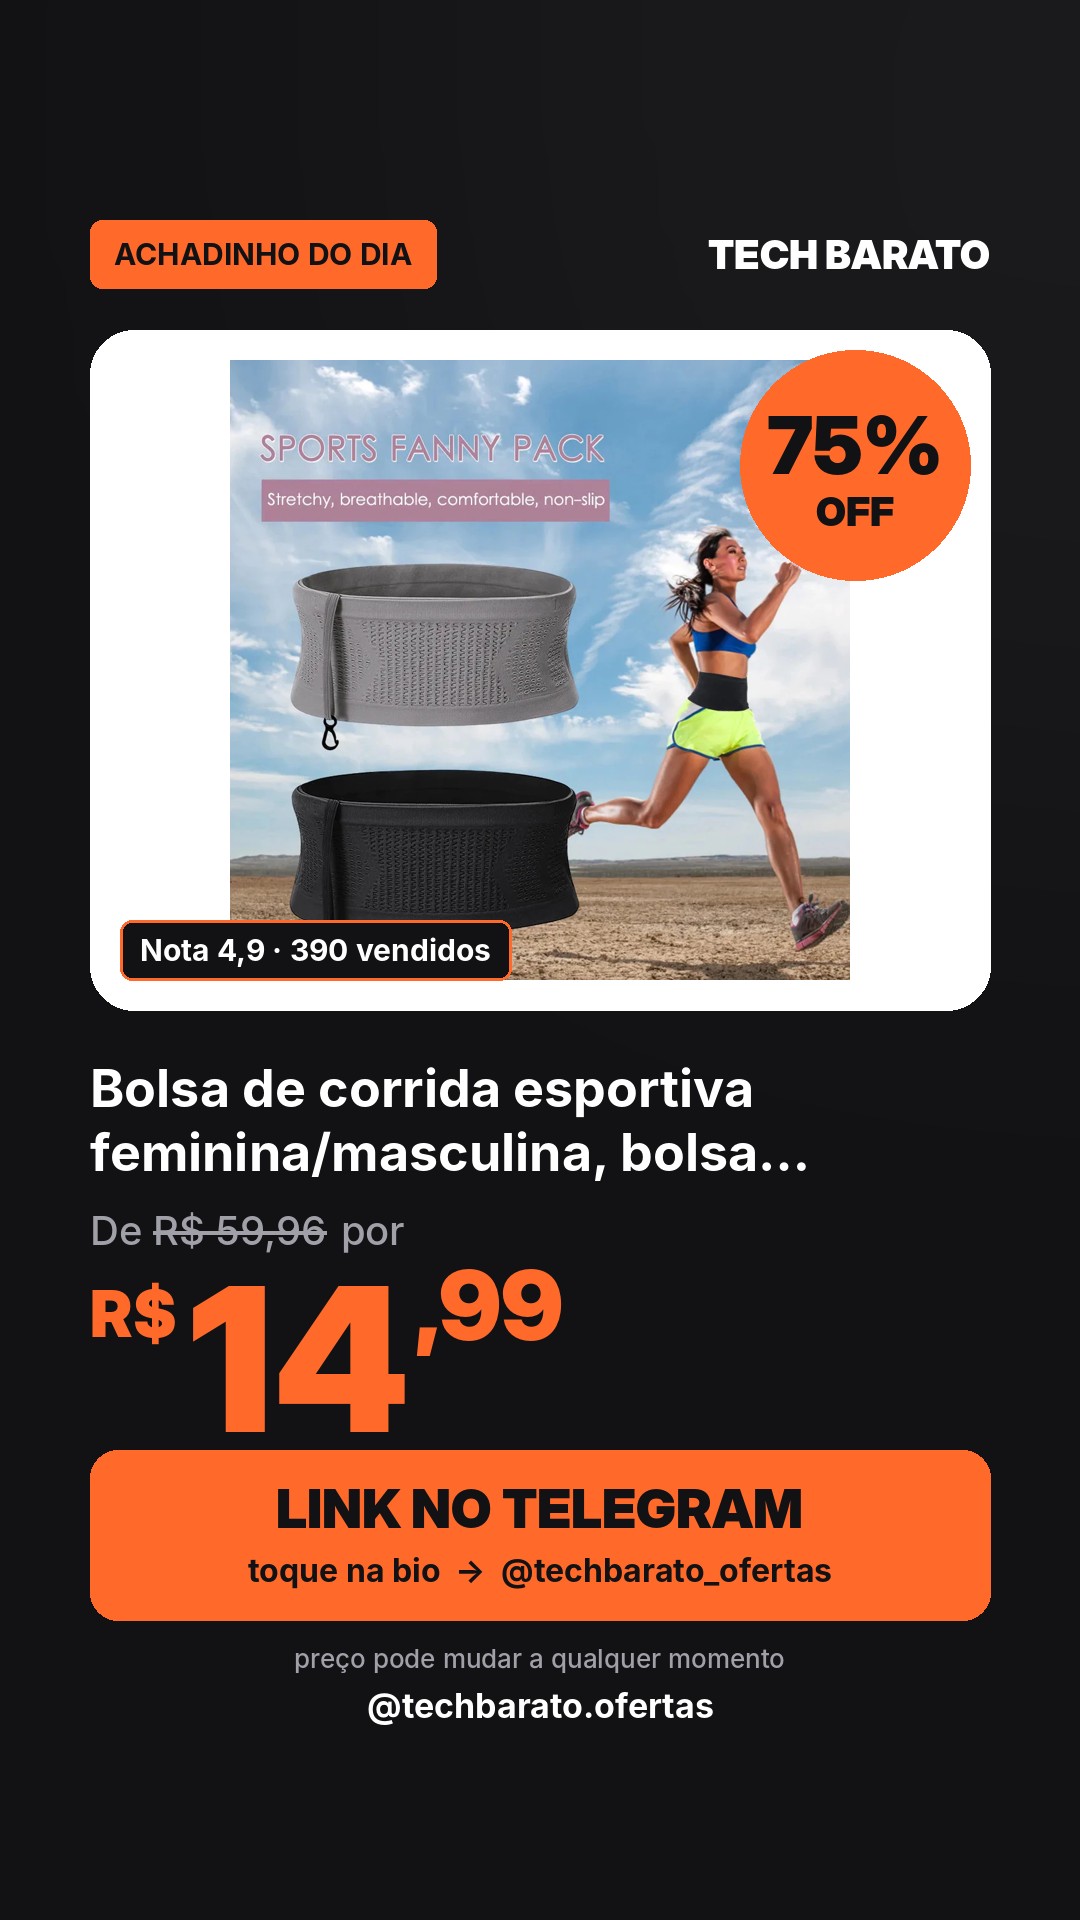 ACHADINHO DO DIA
TECH BARATO
75%
OFF
SPORTS FANNY PACK
Stretchy, breathable, comfortable, non-slip
Nota 4,9 · 390 vendidos
Bolsa de corrida esportiva
feminina/masculina, bolsa...
De R$ 59,96 por
R$ 14,99
LINK NO TELEGRAM
toque na bio → @techbarato_ofertas
preço pode mudar a qualquer momento
@techbarato.ofertas